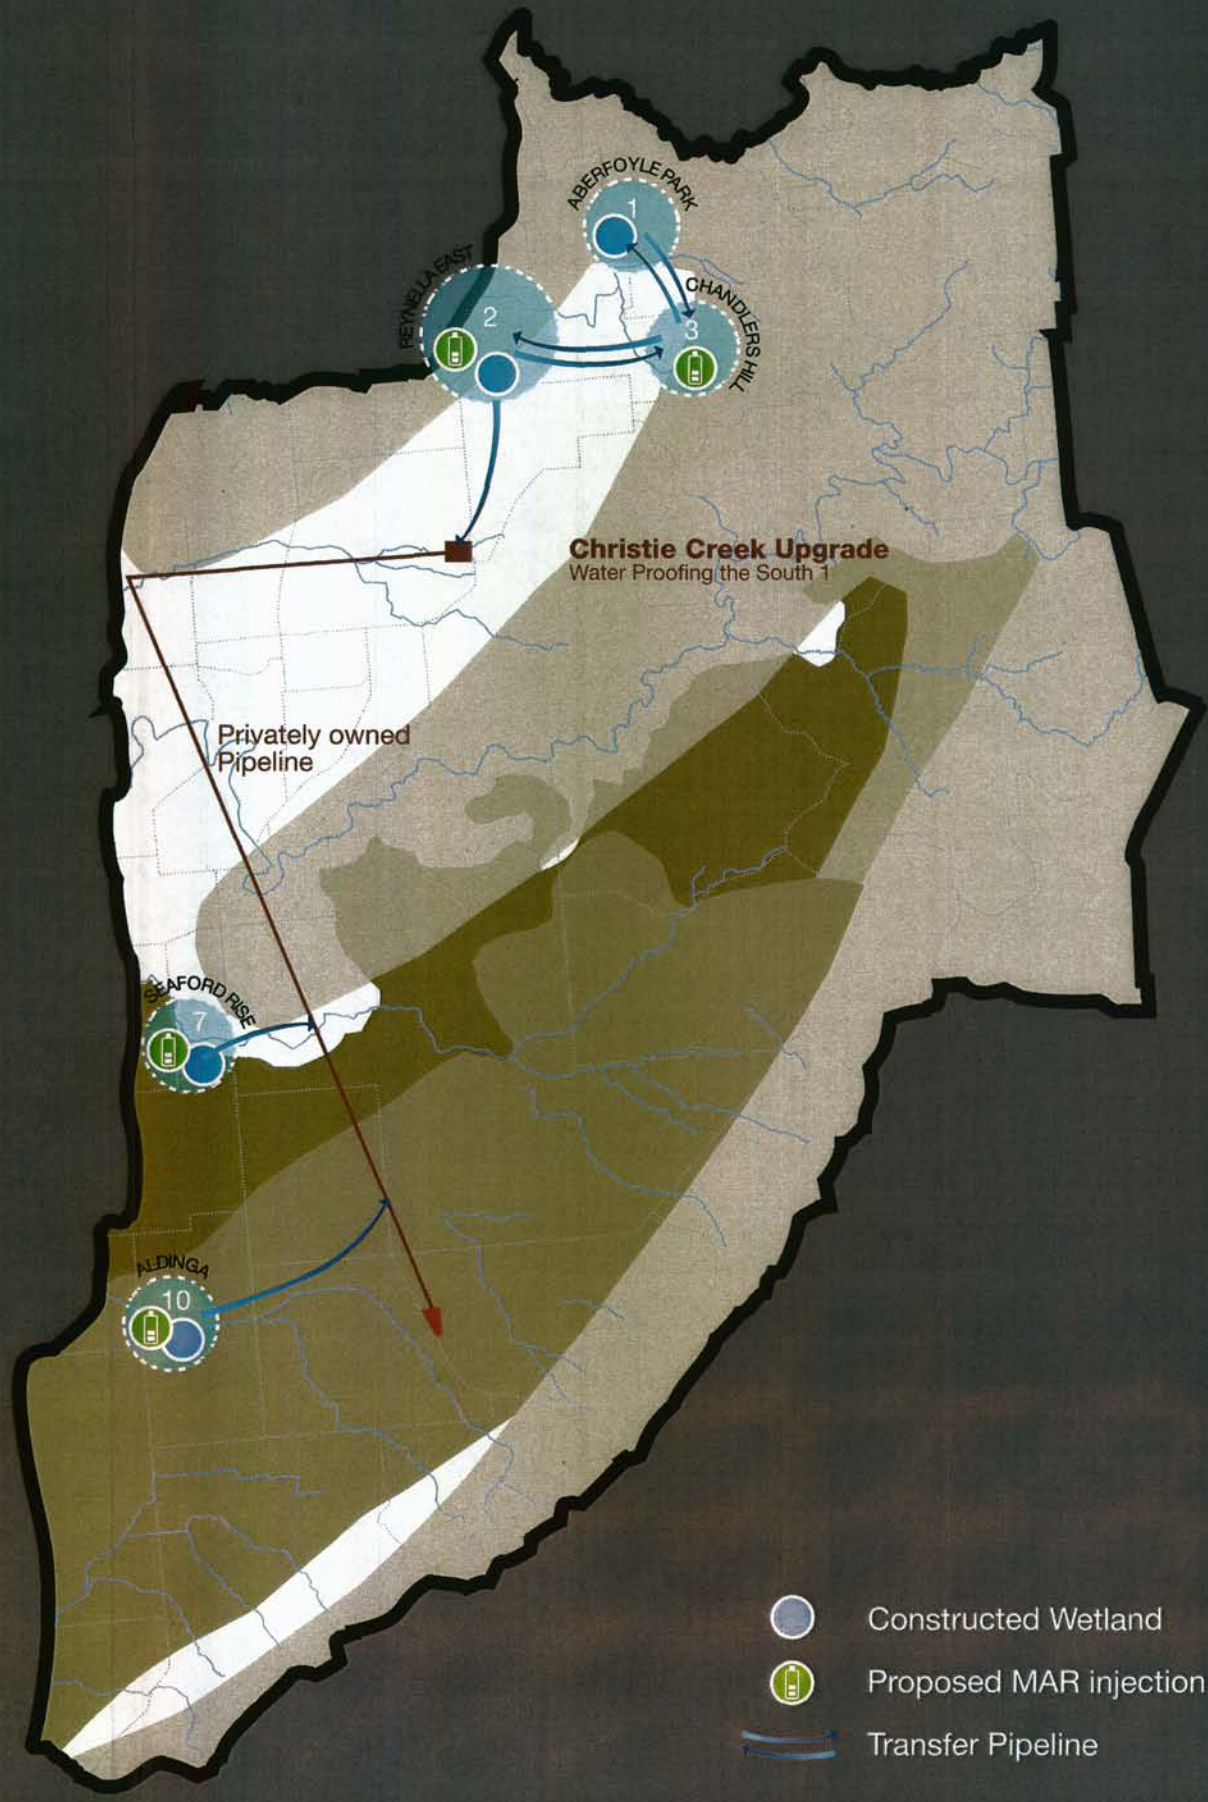 ABERFOYLE PARK
1
REYNELLA EAST
2
CHANDLERS HILL
3
Christie Creek Upgrade
Water Proofing the South 1
Privately owned
Pipeline
SEAFORD RISE
7
ALDINGA
10
Constructed Wetland
Proposed MAR injection
Transfer Pipeline